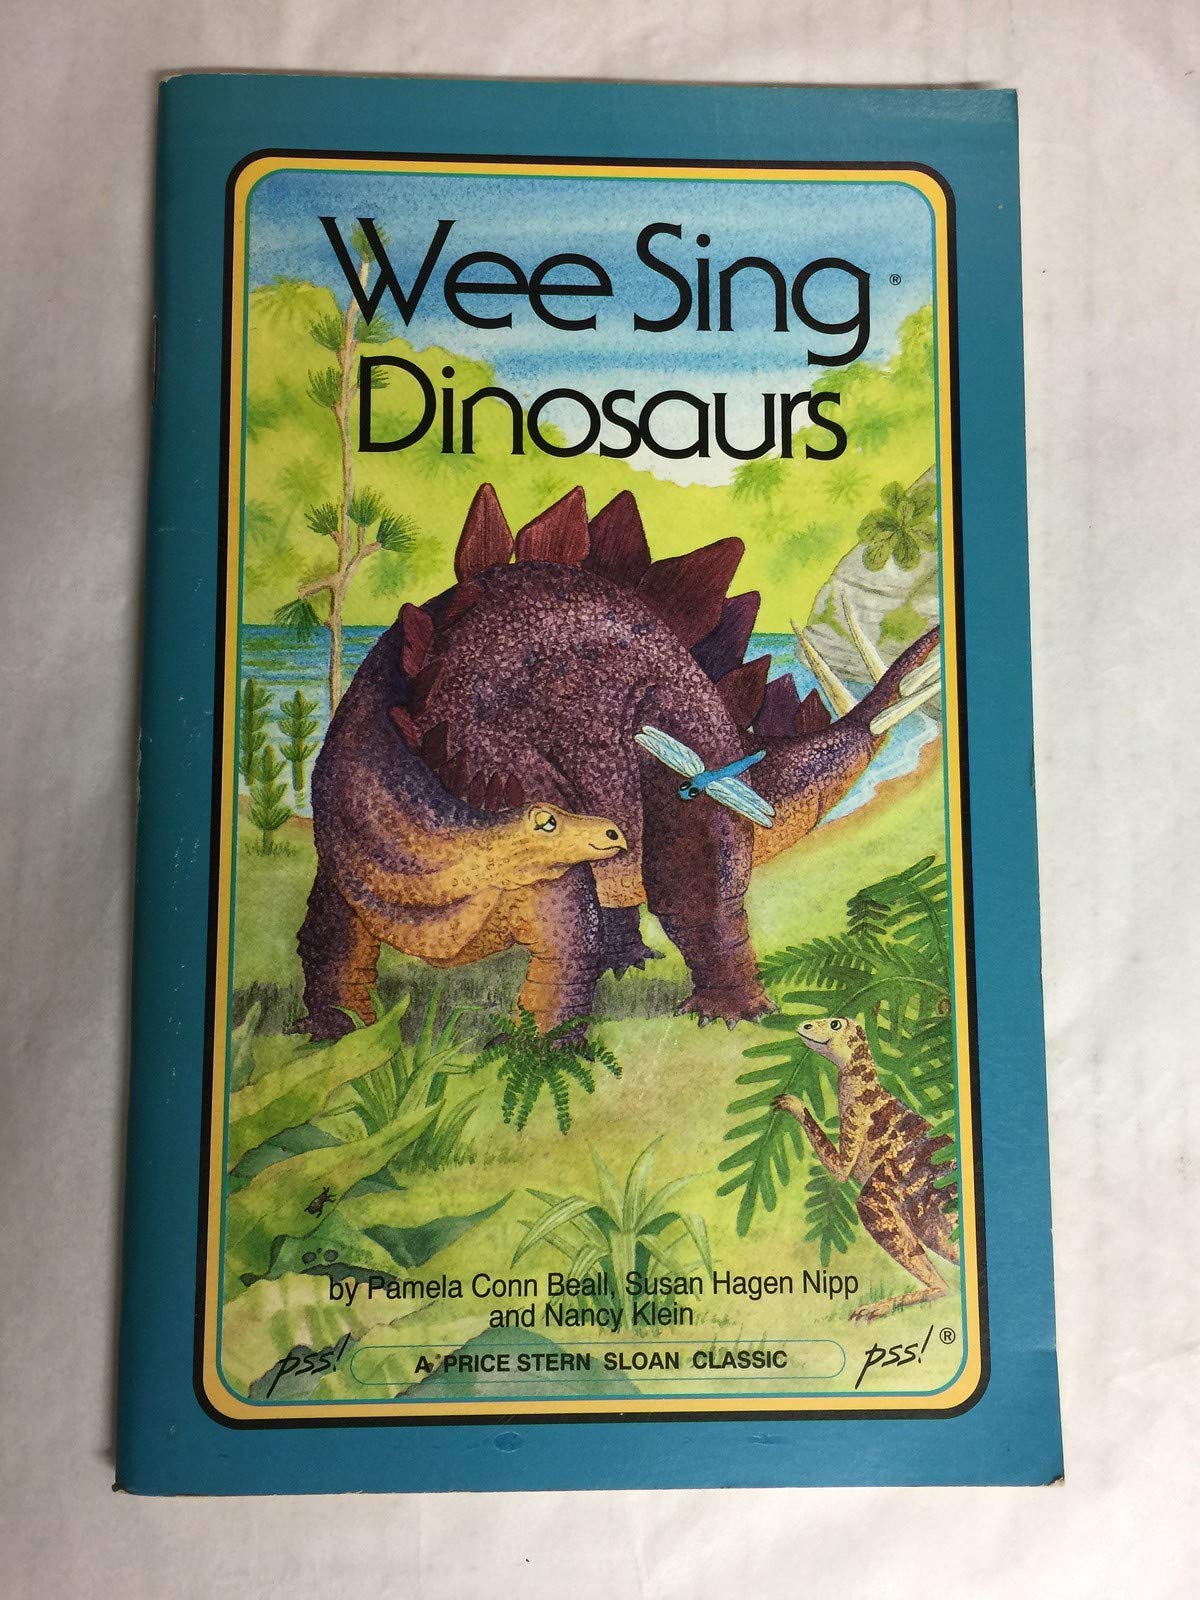 Wee Sing®
Dinosaurs
by Pamela Conn Beall, Susan Hagen Nipp
and Nancy Klein
pss! A PRICE STERN SLOAN CLASSIC pss!®